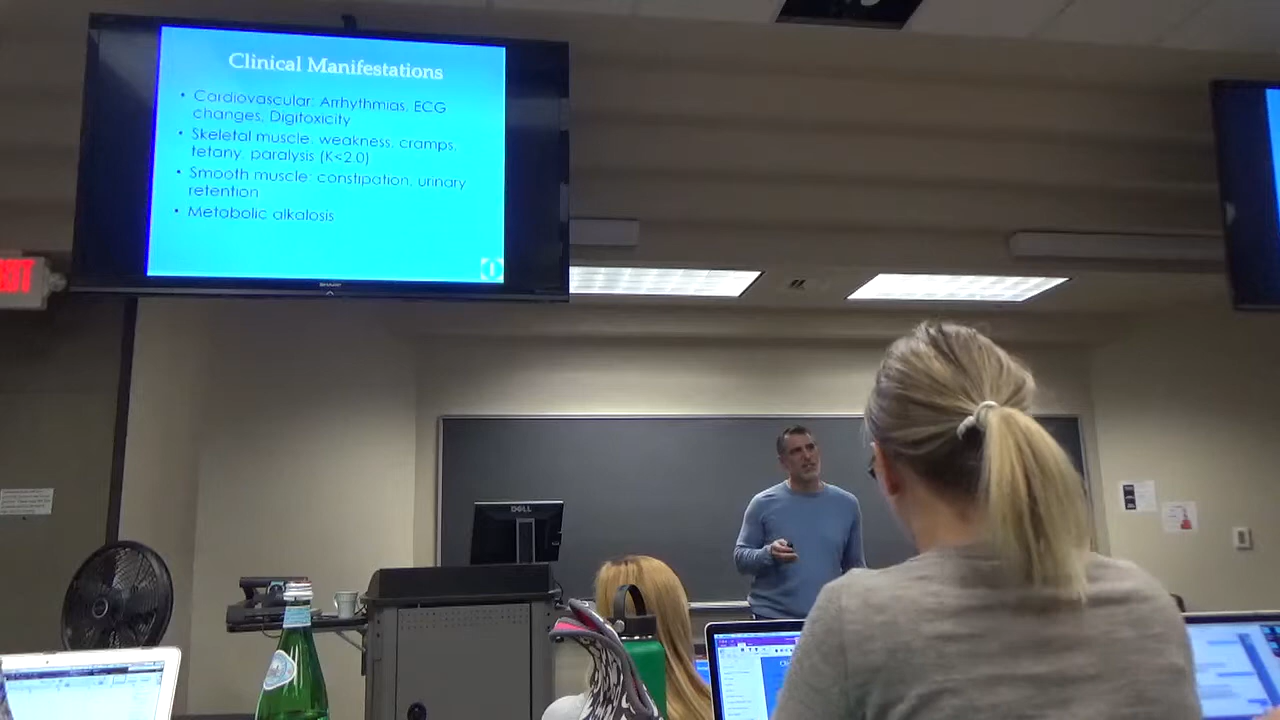 Clinical Manifestations
• Cardiovascular: Arrhythmias, ECG
changes, Digitoxicity
• Skeletal muscle, weakness, cramps,
tetany, paralysis (K<2.0)
• Smooth muscle: constipation, urinary
retention
• Metabolic alkalosis
SHARP
EXIT
DELL